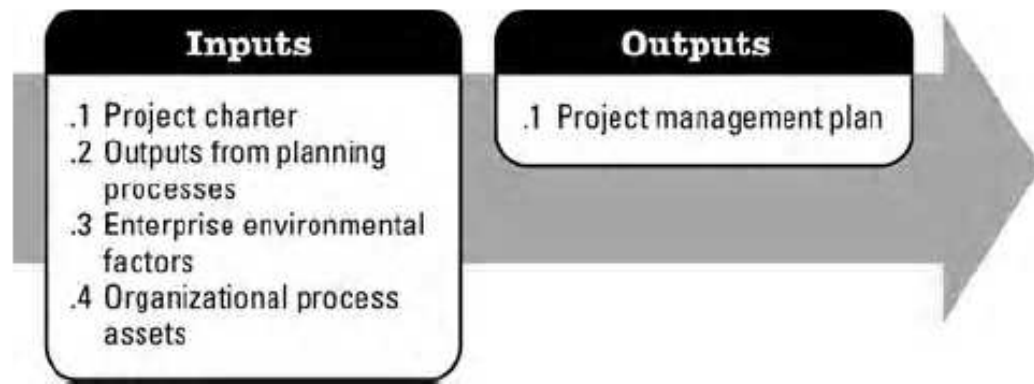 Inputs
.1 Project charter
.2 Outputs from planning
processes
.3 Enterprise environmental
factors
.4 Organizational process
assets
Outputs
.1 Project management plan